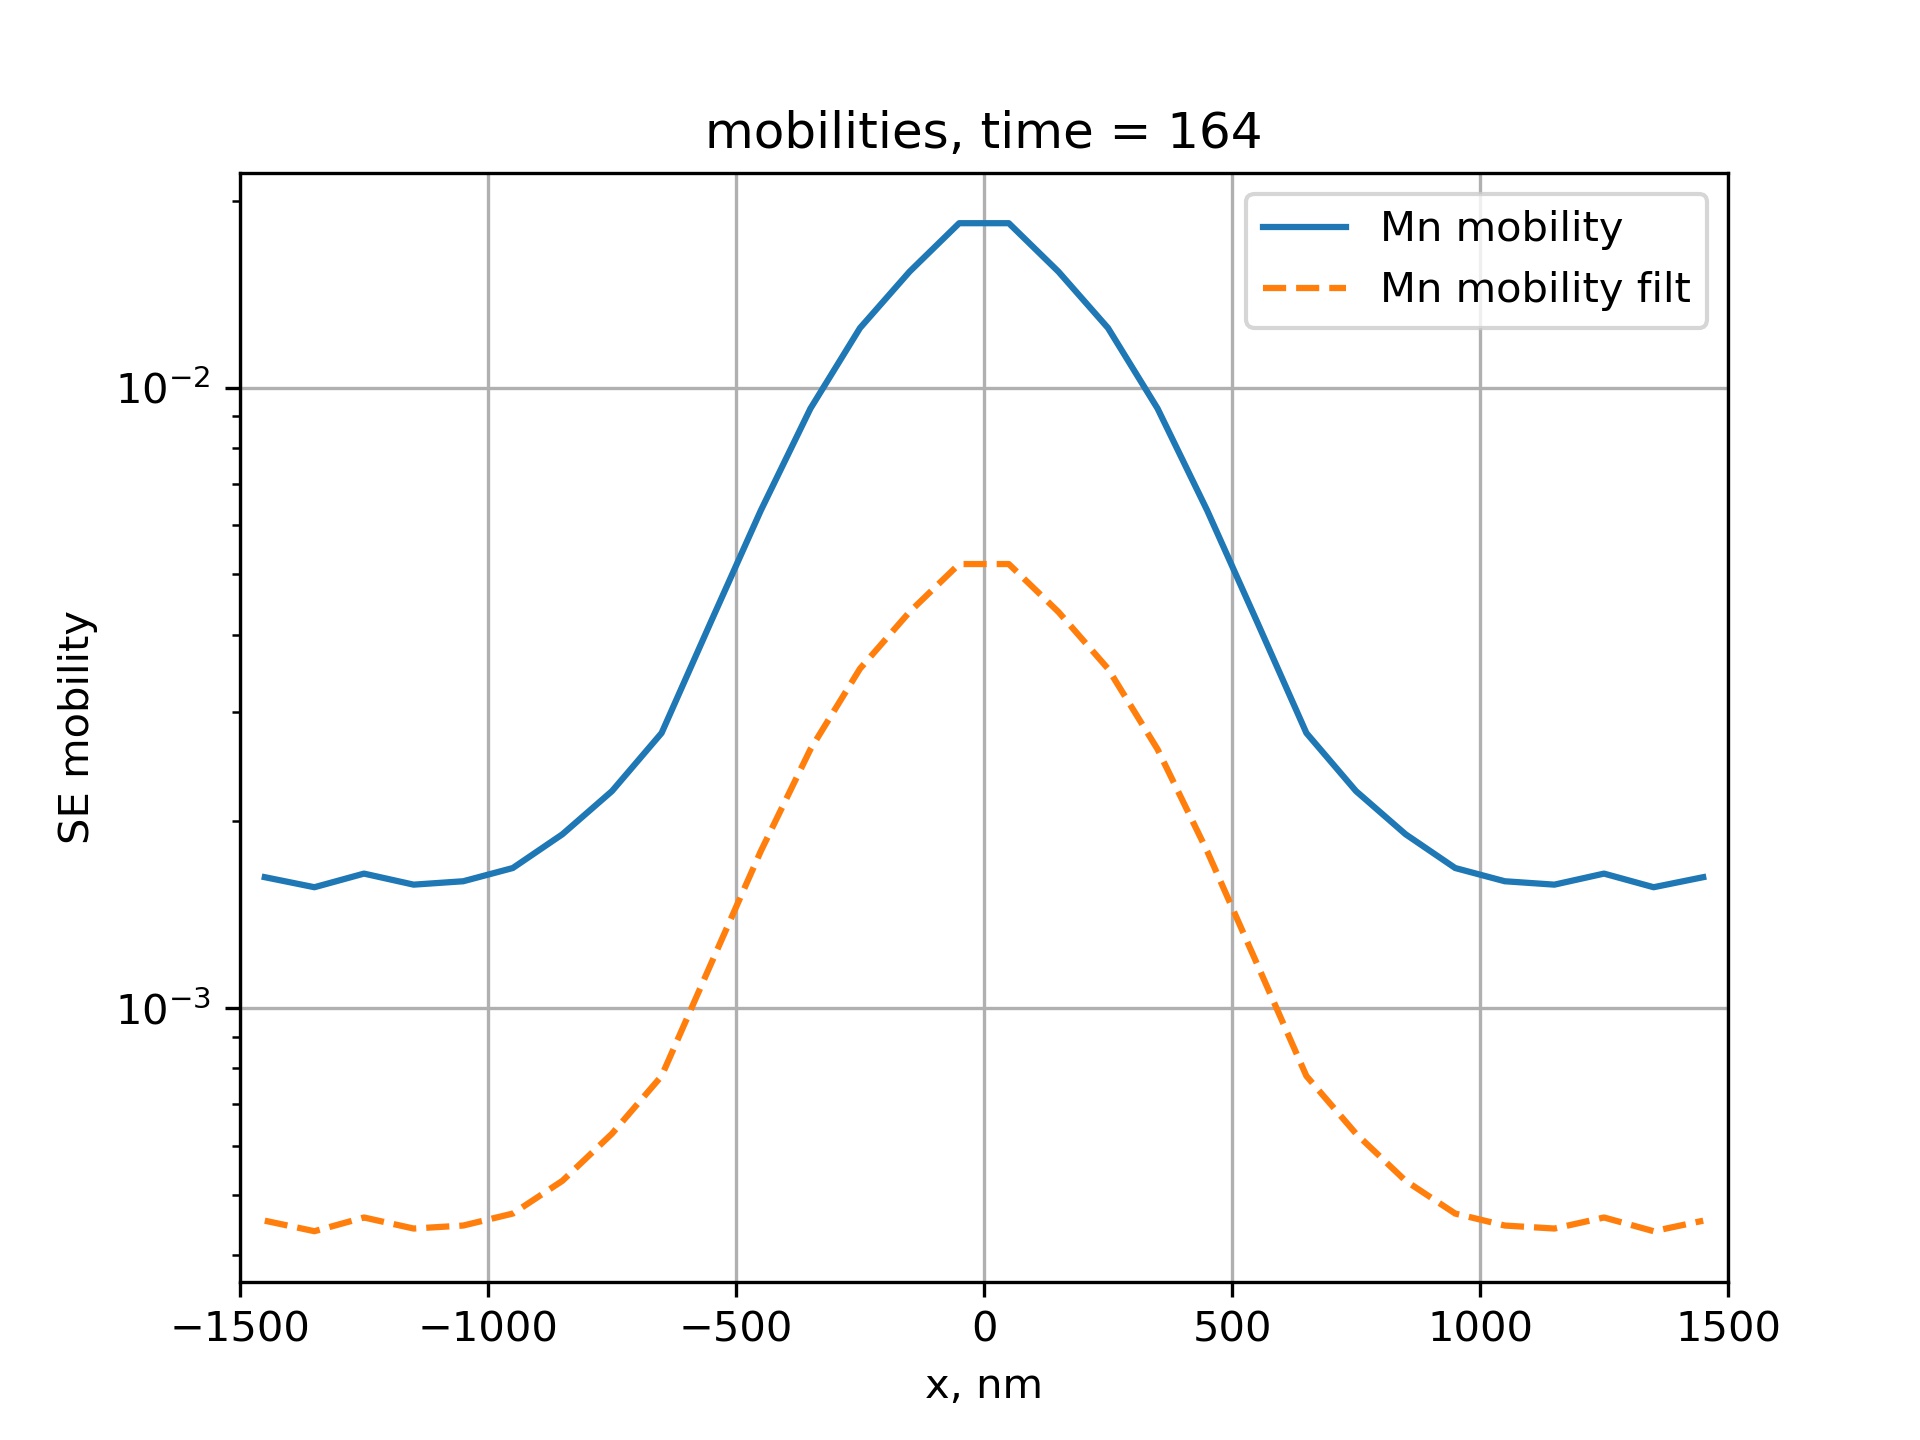 mobilities, time = 164
Mn mobility
Mn mobility filt
SE mobility
10⁻²
10⁻³
−1500 −1000 −500 0 500 1000 1500
x, nm